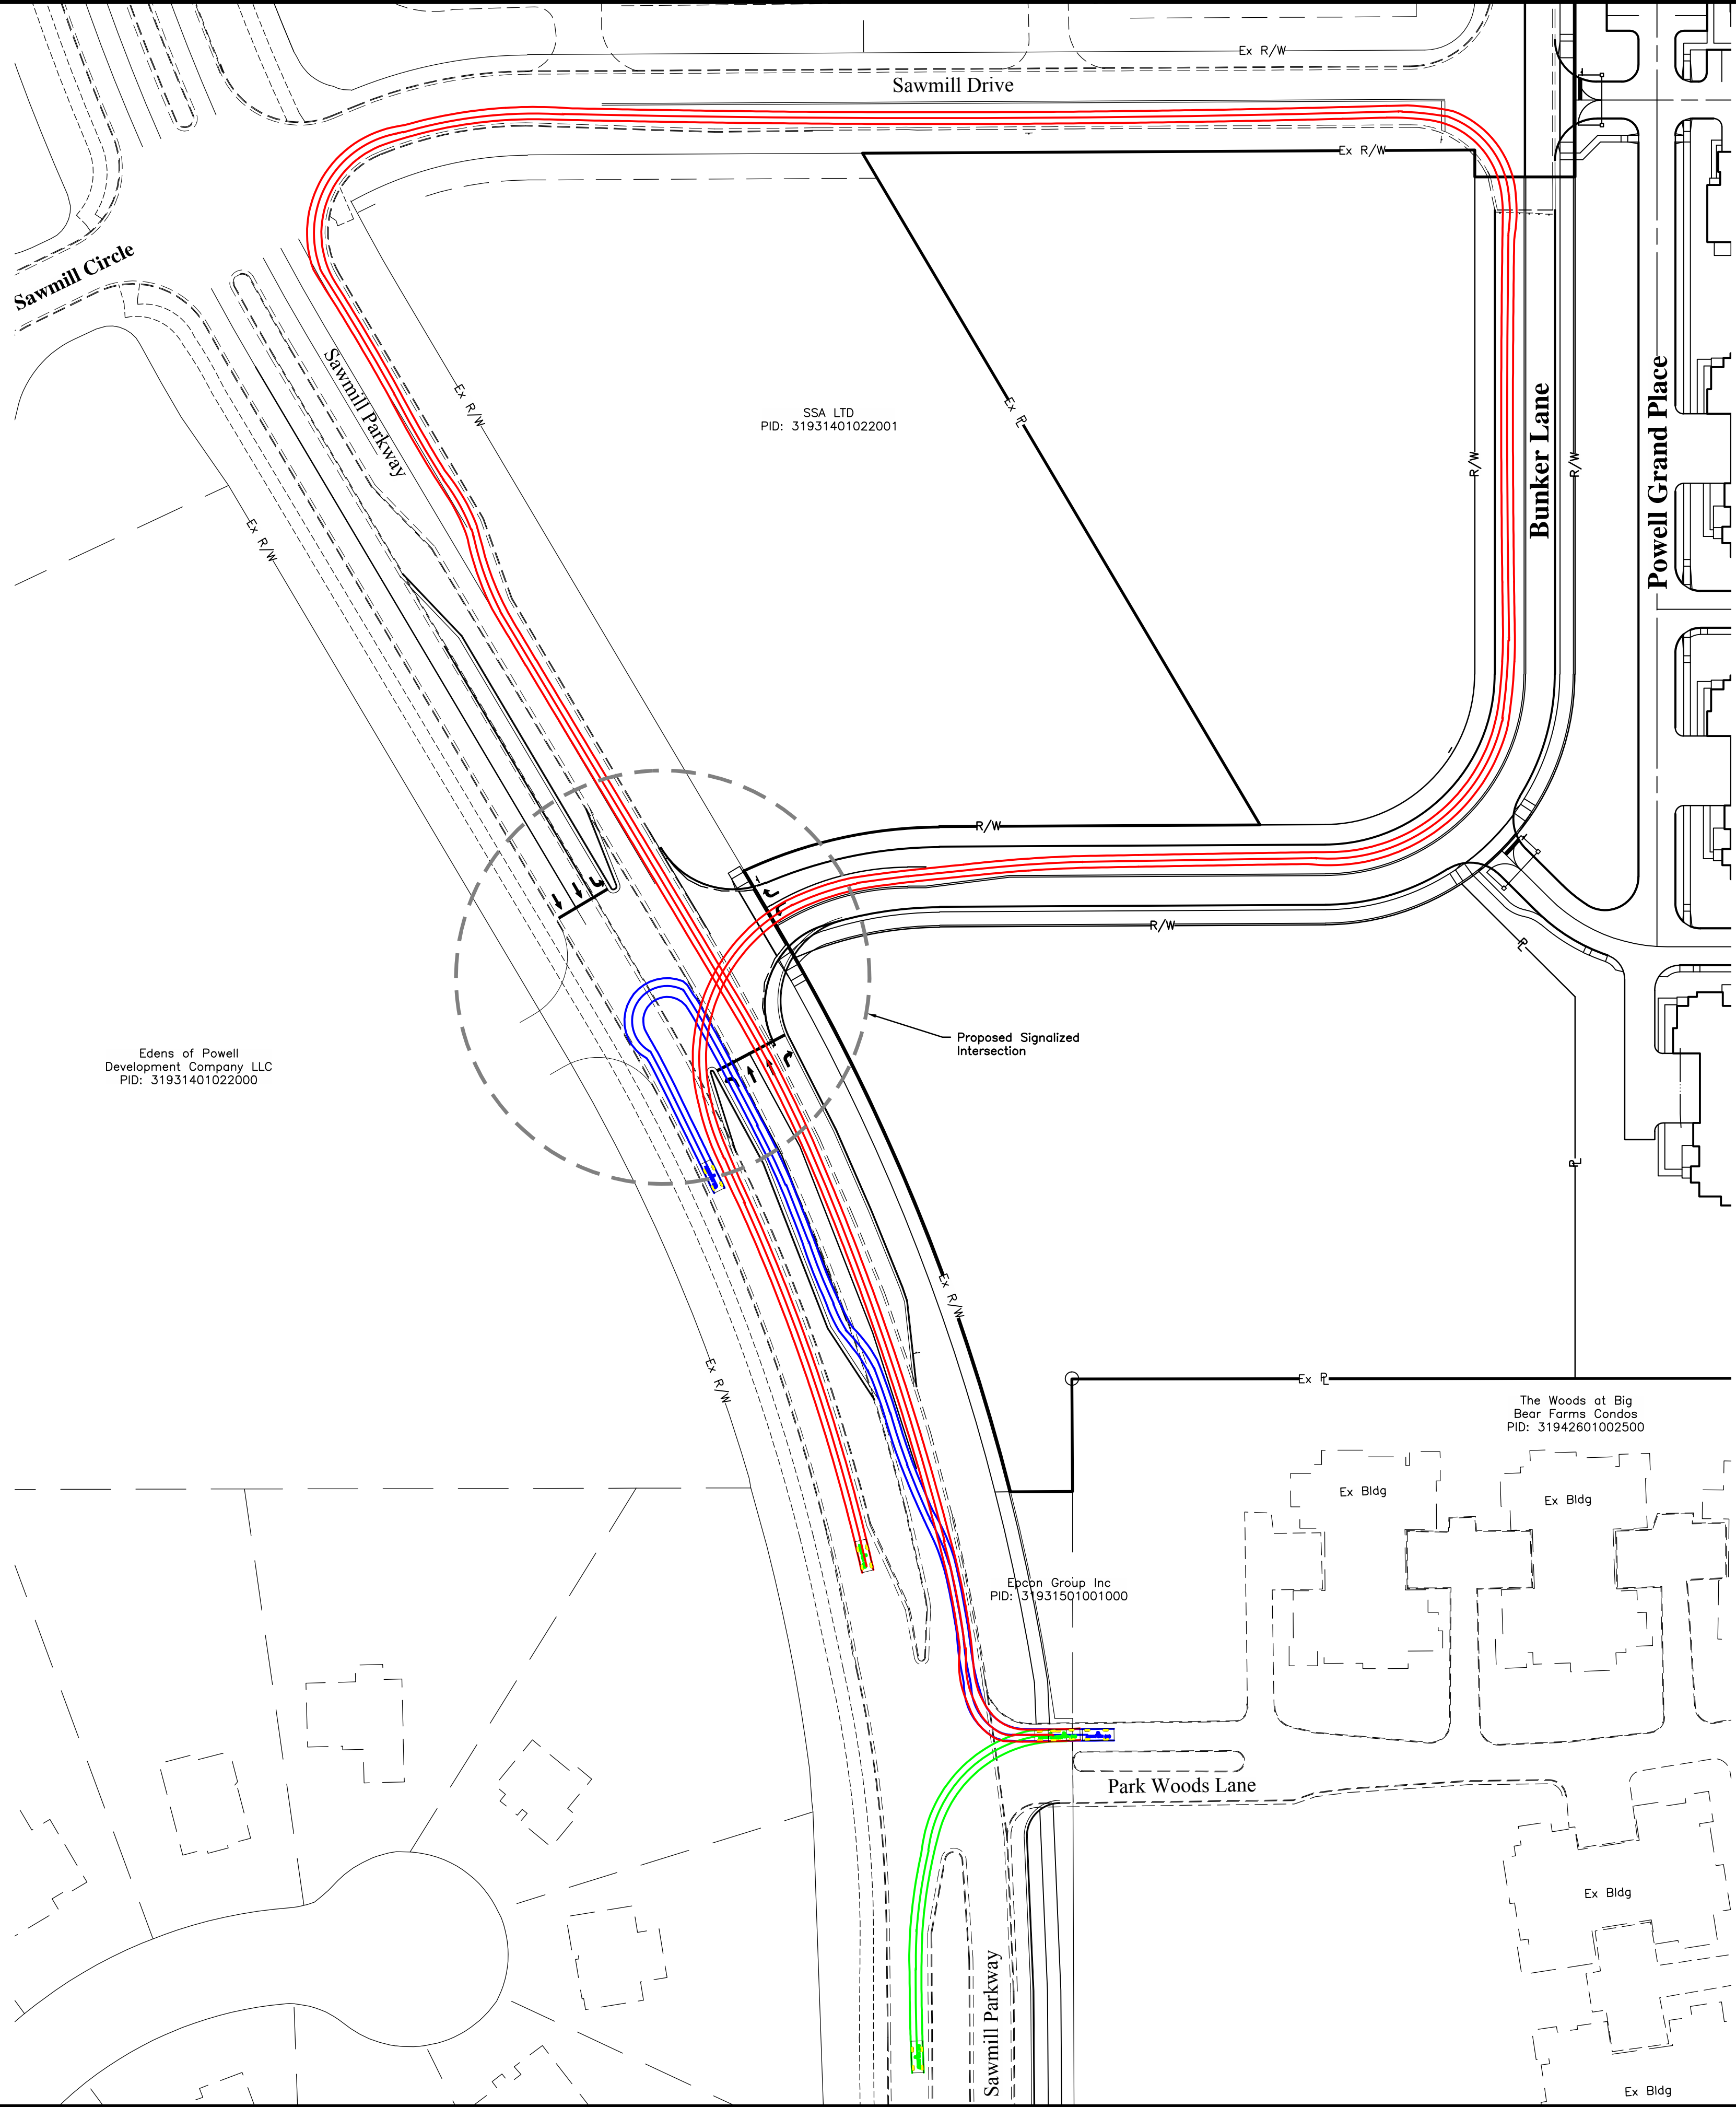 Ex R/W
Sawmill Drive
Ex R/W
Sawmill Circle
Sawmill Parkway
Ex R/W
SSA LTD
PID: 31931401022001
Ex PL
Bunker Lane
Powell Grand Place
R/W
R/W
Ex R/W
R/W
R/W
PL
Proposed Signalized
Intersection
Edens of Powell
Development Company LLC
PID: 31931401022000
PL
Ex R/W
Ex R/W
Ex PL
The Woods at Big
Bear Farms Condos
PID: 31942601002500
Ex Bldg
Ex Bldg
Epcon Group Inc
PID: 31931501001000
Park Woods Lane
Ex Bldg
Sawmill Parkway
Ex Bldg